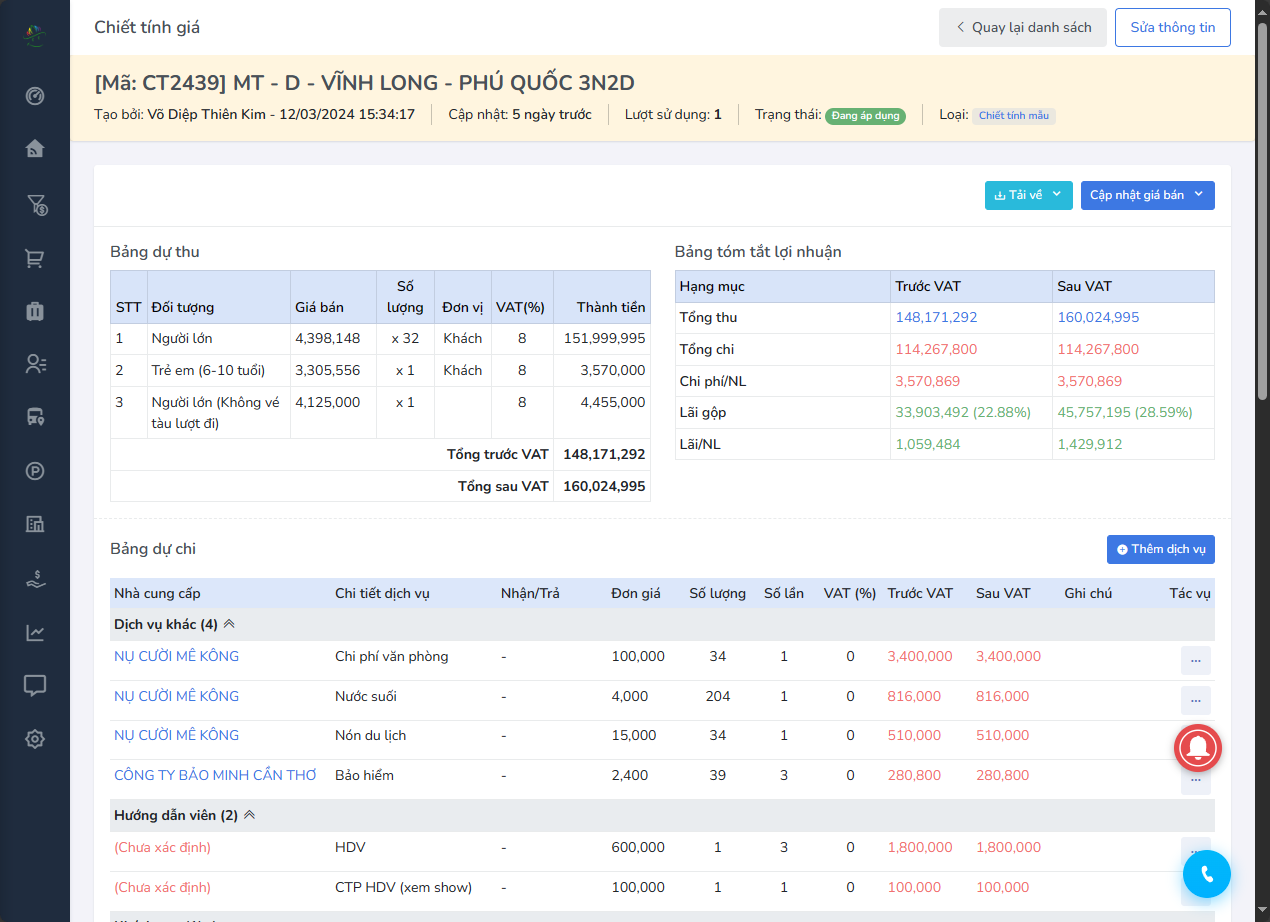 Chiết tính giá
Quay lại danh sách
Sửa thông tin
[Mã: CT2439] MT - D - VĨNH LONG - PHÚ QUỐC 3N2D
Tạo bởi: Võ Diệp Thiên Kim - 12/03/2024 15:34:17 Cập nhật: 5 ngày trước Lượt sử dụng: 1 Trạng thái: Đang áp dụng Loại: Chiết tính mẫu
Tải về Cập nhật giá bán
Bảng dự thu
STT Đối tượng Giá bán Số lượng Đơn vị VAT(%) Thành tiền
1 Người lớn 4,398,148 x 32 Khách 8 151,999,995
2 Trẻ em (6-10 tuổi) 3,305,556 x 1 Khách 8 3,570,000
3 Người lớn (Không vé tàu lượt đi) 4,125,000 x 1 8 4,455,000
Tổng trước VAT 148,171,292
Tổng sau VAT 160,024,995
Bảng tóm tắt lợi nhuận
Hạng mục Trước VAT Sau VAT
Tổng thu 148,171,292 160,024,995
Tổng chi 114,267,800 114,267,800
Chi phí/NL 3,570,869 3,570,869
Lãi gộp 33,903,492 (22.88%) 45,757,195 (28.59%)
Lãi/NL 1,059,484 1,429,912
Bảng dự chi
Thêm dịch vụ
Nhà cung cấp Chi tiết dịch vụ Nhận/Trả Đơn giá Số lượng Số lần VAT (%) Trước VAT Sau VAT Ghi chú Tác vụ
Dịch vụ khác (4)
NỤ CƯỜI MÊ KÔNG Chi phí văn phòng - 100,000 34 1 0 3,400,000 3,400,000 ...
NỤ CƯỜI MÊ KÔNG Nước suối - 4,000 204 1 0 816,000 816,000 ...
NỤ CƯỜI MÊ KÔNG Nón du lịch - 15,000 34 1 0 510,000 510,000
CÔNG TY BẢO MINH CẦN THƠ Bảo hiểm - 2,400 39 3 0 280,800 280,800 ...
Hướng dẫn viên (2)
(Chưa xác định) HDV - 600,000 1 3 0 1,800,000 1,800,000
(Chưa xác định) CTP HDV (xem show) - 100,000 1 1 0 100,000 100,000